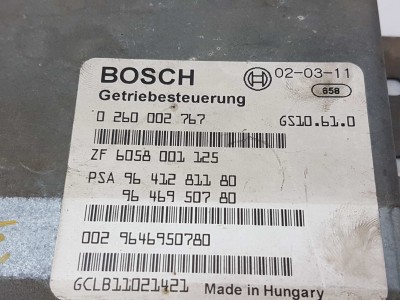 BOSCH 02-03-11
Getriebesteuerung 658
0 260 002 767 GS10.61.0
ZF 6058 001 125
PSA 96 412 811 80
96 469 507 80
002 9646950780
GCLB11021421 Made in Hungary